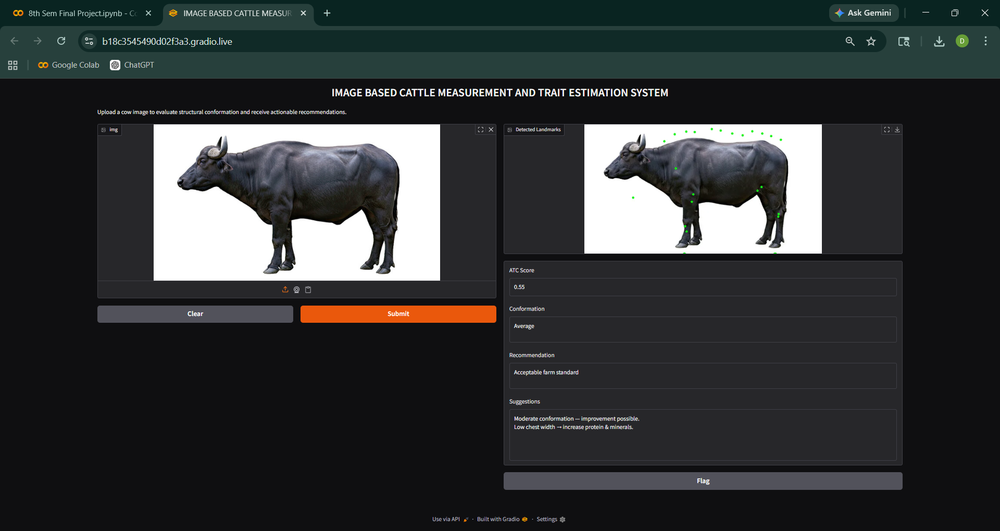 8th Sem Final Project.ipynb - Co
IMAGE BASED CATTLE MEASUR
Ask Gemini
b18c3545490d02f3a3.gradio.live
D
Google Colab
ChatGPT
IMAGE BASED CATTLE MEASUREMENT AND TRAIT ESTIMATION SYSTEM
Upload a cow image to evaluate structural conformation and receive actionable recommendations.
img
Detected Landmarks
Clear
Submit
ATC Score
0.55
Conformation
Average
Recommendation
Acceptable farm standard
Suggestions
Moderate conformation — improvement possible.
Low chest width → increase protein & minerals.
Flag
Use via API · Built with Gradio · Settings